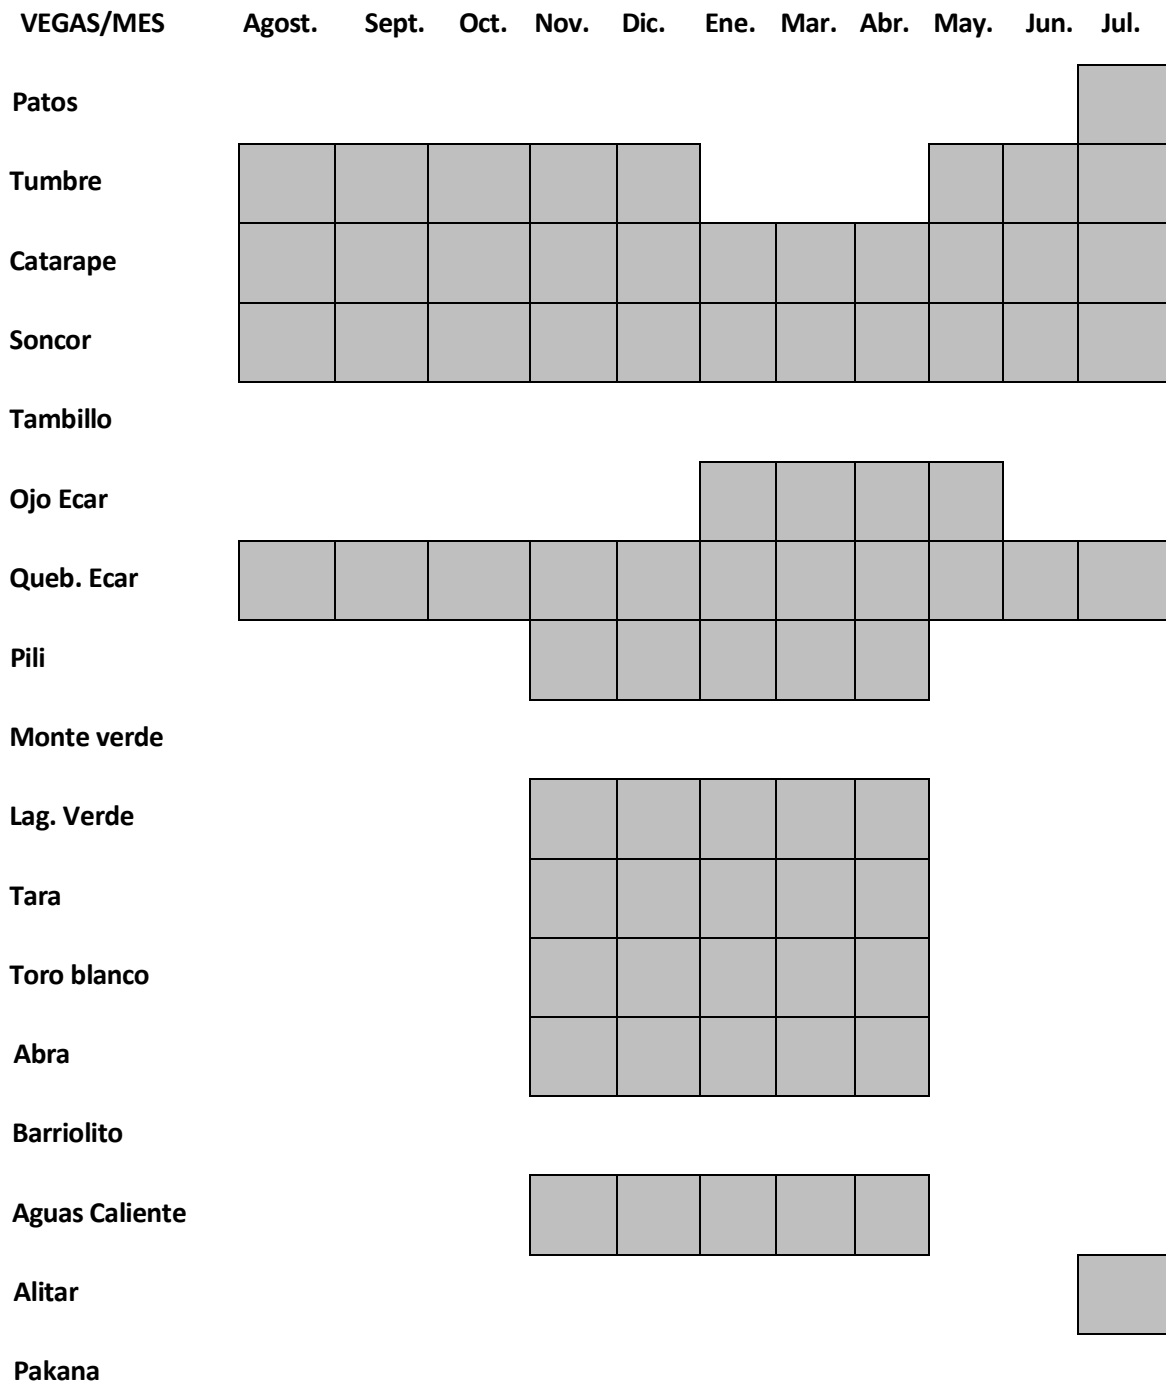 VEGAS/MES Agost. Sept. Oct. Nov. Dic. Ene. Mar. Abr. May. Jun. Jul.
Patos
Tumbre
Catarape
Soncor
Tambillo
Ojo Ecar
Queb. Ecar
Pili
Monte verde
Lag. Verde
Tara
Toro blanco
Abra
Barriolito
Aguas Caliente
Alitar
Pakana